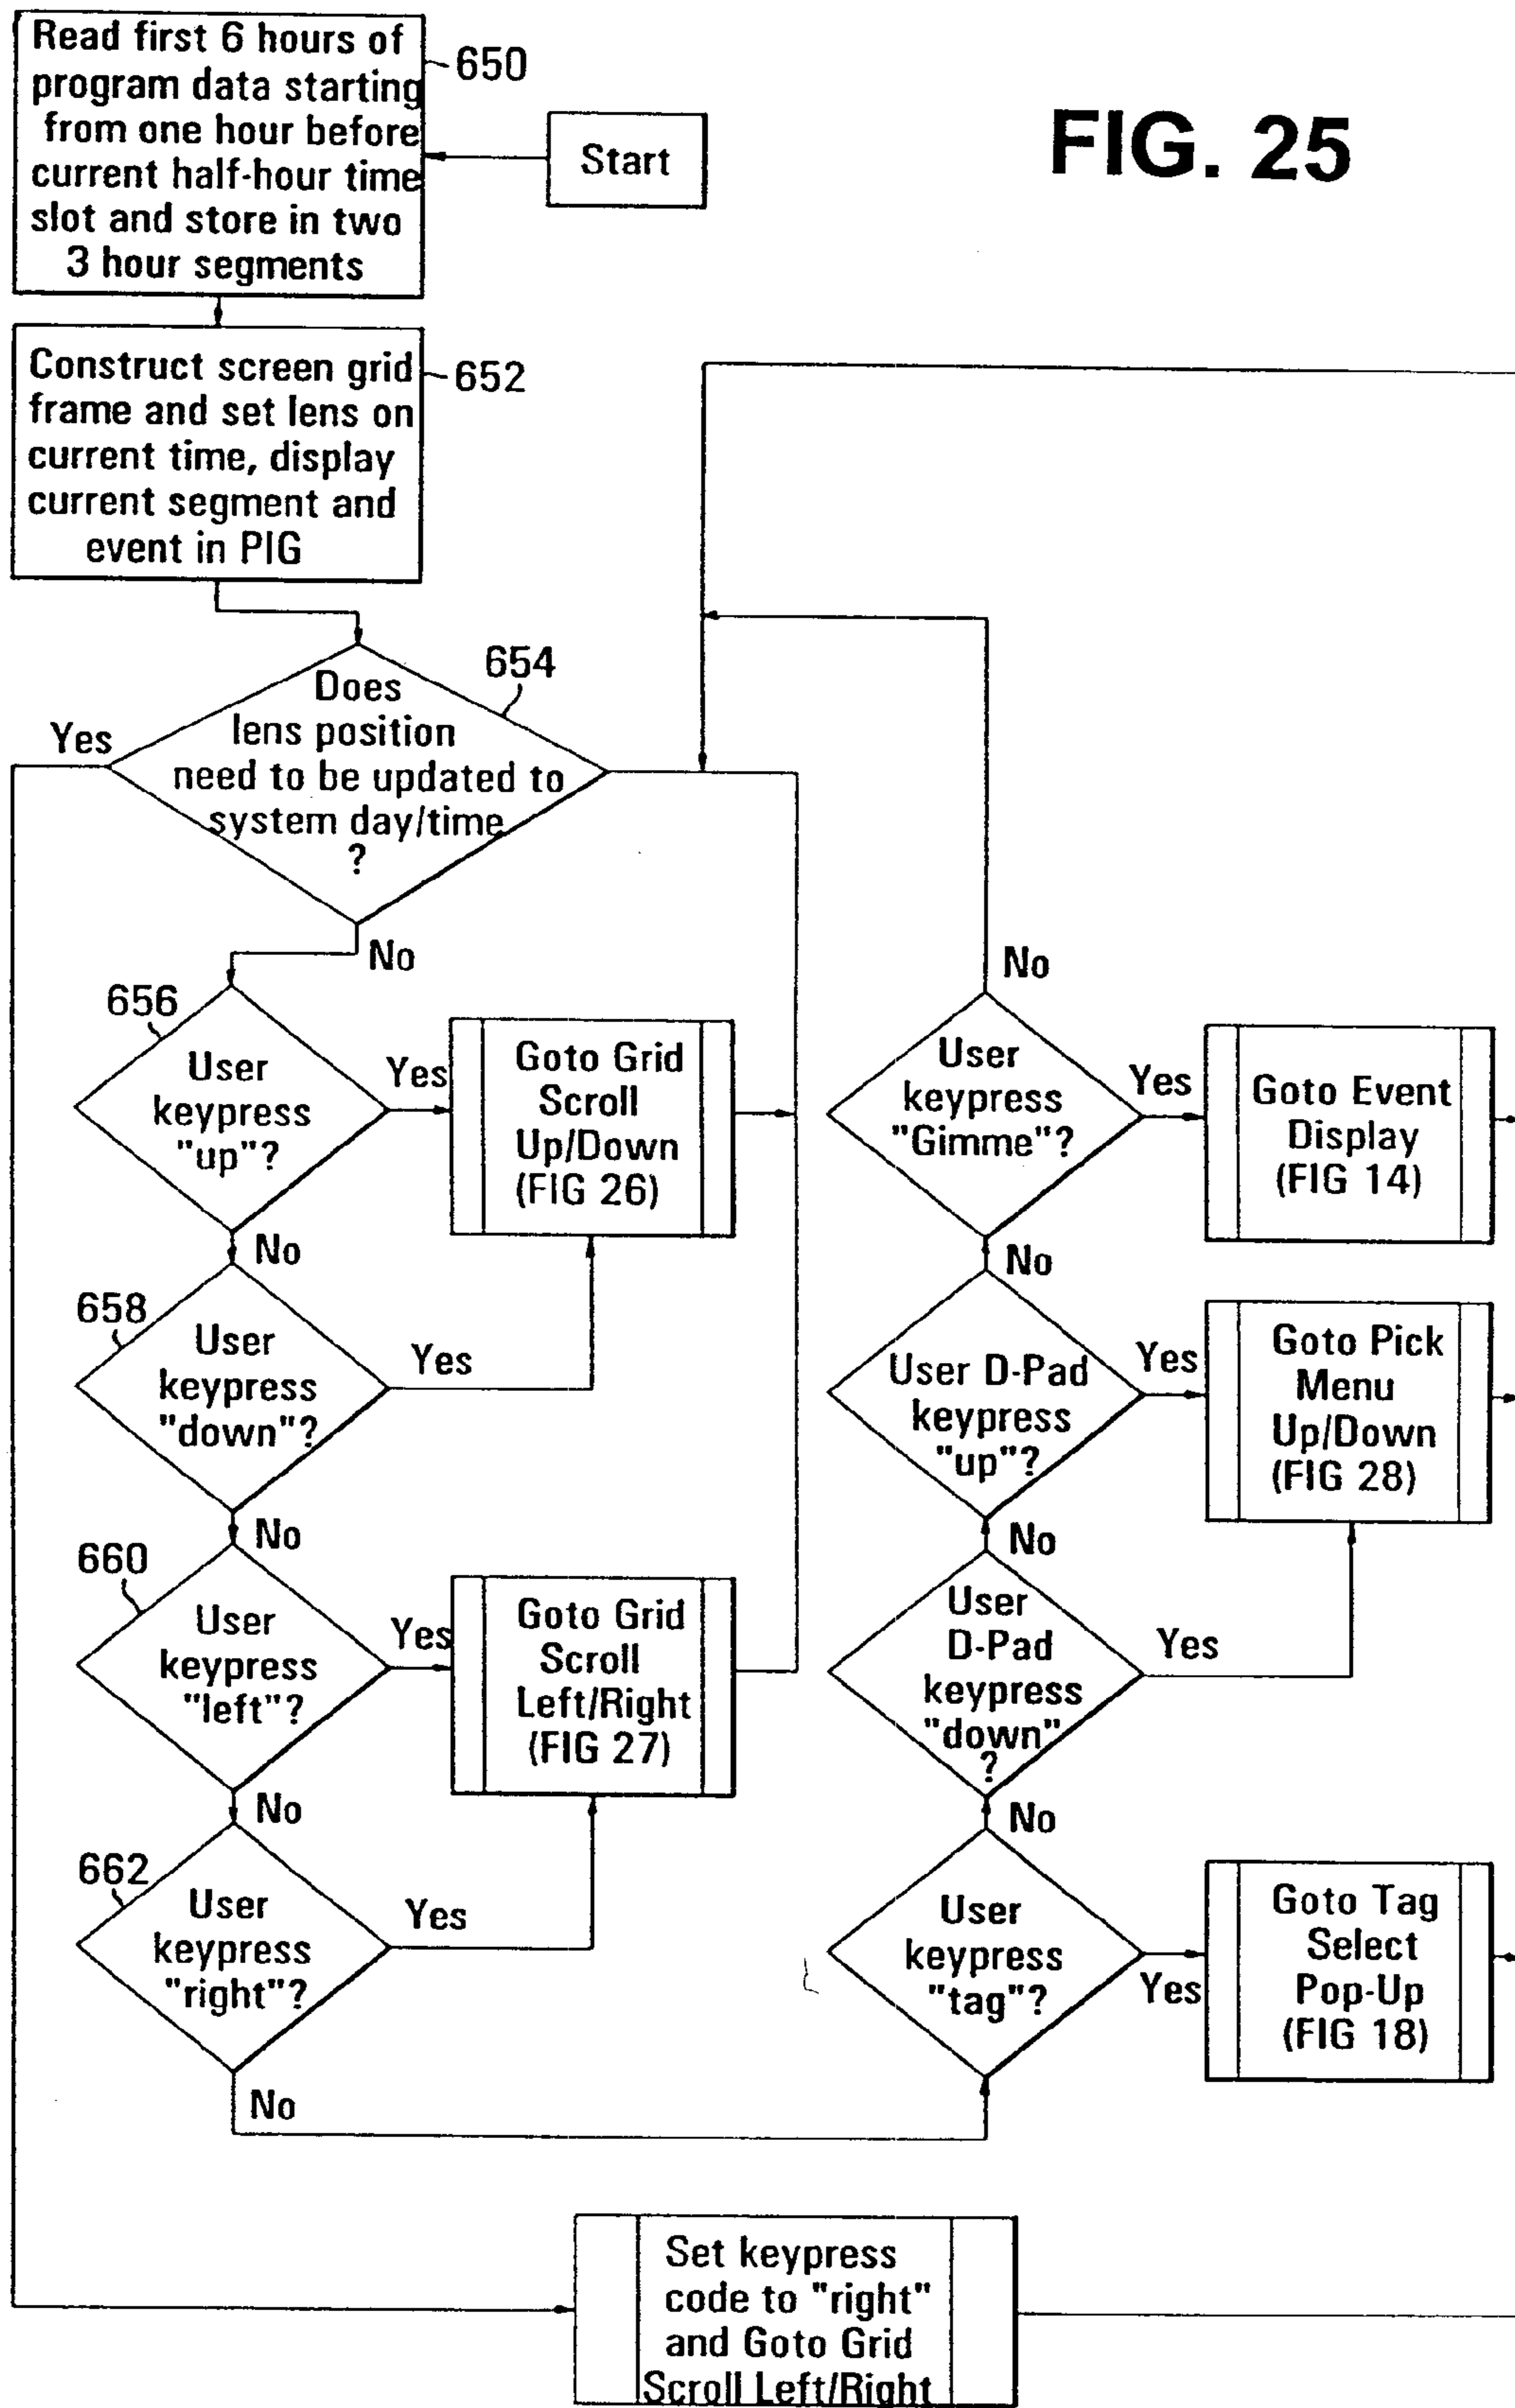 FIG. 25
Read first 6 hours of
program data starting
from one hour before
current half-hour time
slot and store in two
3 hour segments
650
Start
Construct screen grid
frame and set lens on
current time, display
current segment and
event in PIG
652
Does
lens position
need to be updated to
system day/time
?
654
Yes
No
656
User
keypress
"up"?
Yes
Goto Grid
Scroll
Up/Down
(FIG 26)
No
658
User
keypress
"down"?
Yes
No
660
User
keypress
"left"?
Yes
Goto Grid
Scroll
Left/Right
(FIG 27)
No
662
User
keypress
"right"?
Yes
No
No
User
keypress
"Gimme"?
Yes
Goto Event
Display
(FIG 14)
No
User D-Pad
keypress
"up"?
Yes
Goto Pick
Menu
Up/Down
(FIG 28)
No
User
D-Pad
keypress
"down"
?
Yes
No
User
keypress
"tag"?
Yes
Goto Tag
Select
Pop-Up
(FIG 18)
Set keypress
code to "right"
and Goto Grid
Scroll Left/Right